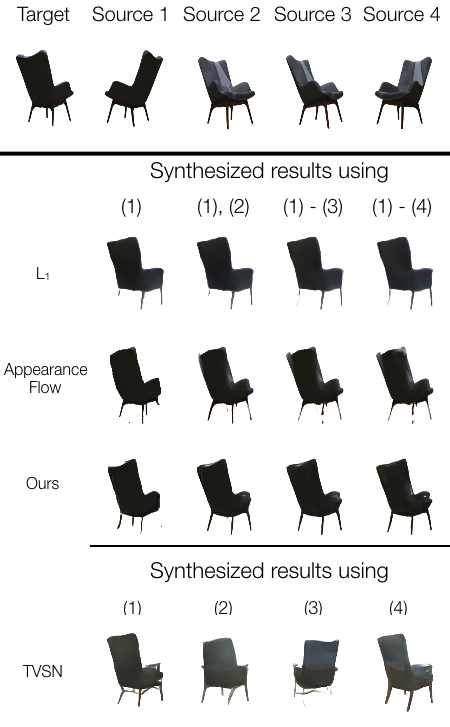 Target Source 1 Source 2 Source 3 Source 4
Synthesized results using
(1) (1), (2) (1) - (3) (1) - (4)
L₁
Appearance
Flow
Ours
Synthesized results using
(1) (2) (3) (4)
TVSN